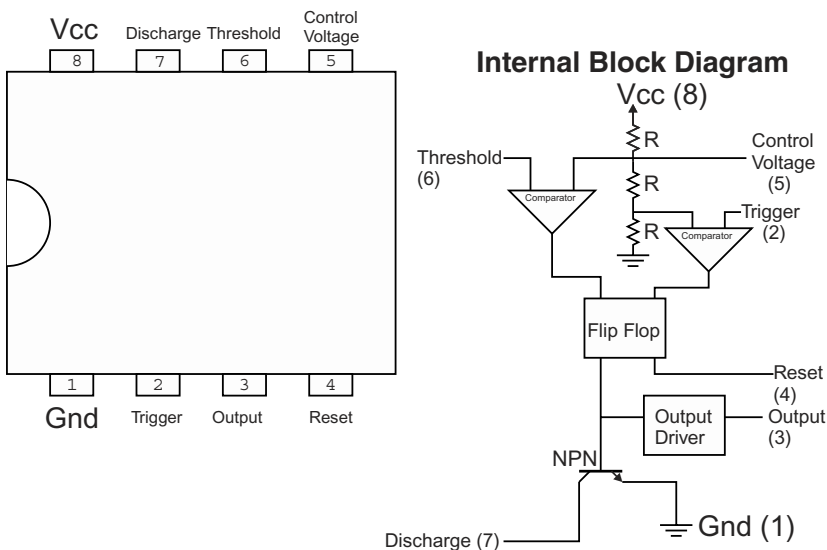 Vcc
Discharge
Threshold
Control
Voltage
8
7
6
5
1
2
3
4
Gnd
Trigger
Output
Reset
Internal Block Diagram
Vcc (8)
R
Control
Voltage
(5)
Threshold
(6)
R
Comparator
Trigger
(2)
R
Comparator
Flip Flop
Reset
(4)
Output
Driver
Output
(3)
NPN
Gnd (1)
Discharge (7)